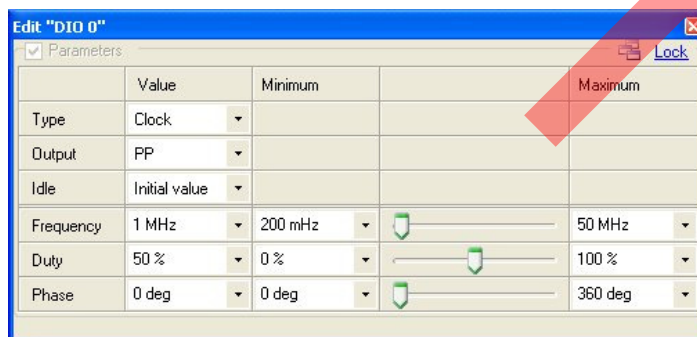 Edit "DIO 0"
Parameters Lock
Value Minimum Maximum
Type Clock
Output PP
Idle Initial value
Frequency 1 MHz 200 mHz 50 MHz
Duty 50 % 0 % 100 %
Phase 0 deg 0 deg 360 deg